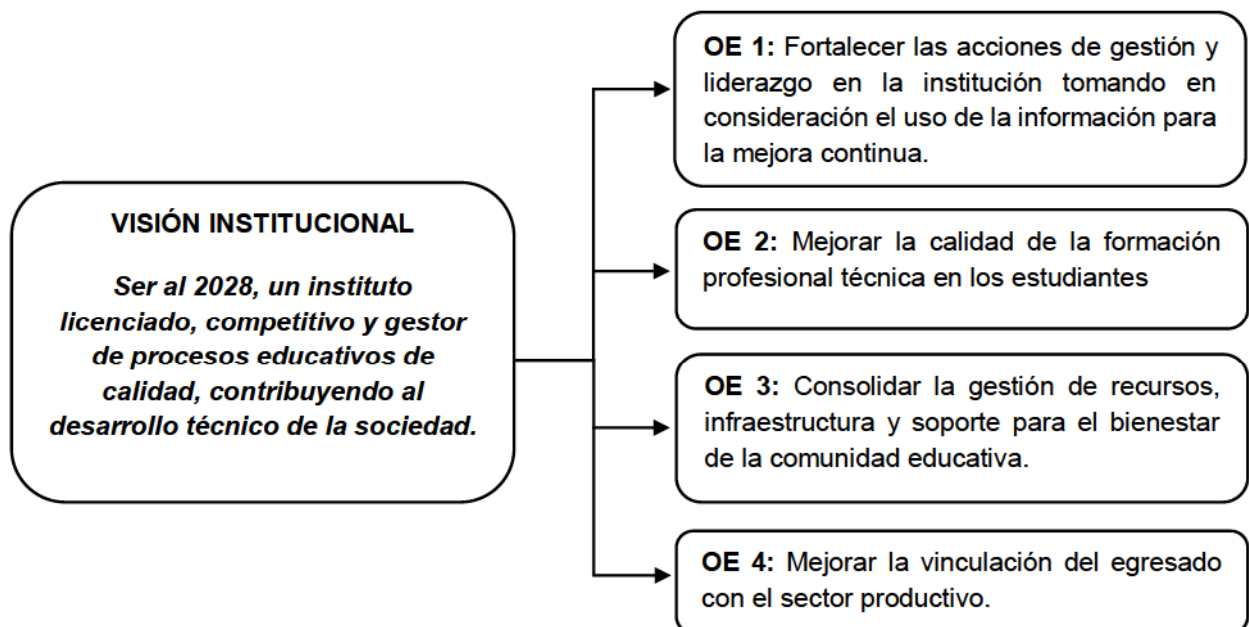 VISIÓN INSTITUCIONAL
Ser al 2028, un instituto
licenciado, competitivo y gestor
de procesos educativos de
calidad, contribuyendo al
desarrollo técnico de la sociedad.
OE 1: Fortalecer las acciones de gestión y
liderazgo en la institución tomando en
consideración el uso de la información para
la mejora continua.
OE 2: Mejorar la calidad de la formación
profesional técnica en los estudiantes
OE 3: Consolidar la gestión de recursos,
infraestructura y soporte para el bienestar
de la comunidad educativa.
OE 4: Mejorar la vinculación del egresado
con el sector productivo.